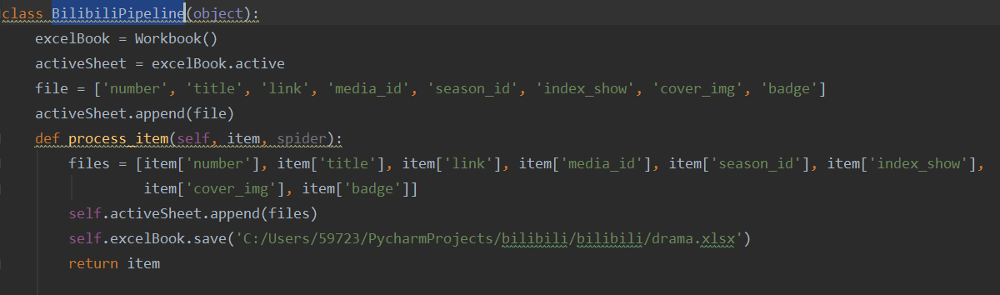 class BilibiliPipeline(object):
    excelBook = Workbook()
    activeSheet = excelBook.active
    file = ['number', 'title', 'link', 'media_id', 'season_id', 'index_show', 'cover_img', 'badge']
    activeSheet.append(file)
    def process_item(self, item, spider):
        files = [item['number'], item['title'], item['link'], item['media_id'], item['season_id'], item['index_show'],
                 item['cover_img'], item['badge']]
        self.activeSheet.append(files)
        self.excelBook.save('C:/Users/59723/PycharmProjects/bilibili/bilibili/drama.xlsx')
        return item